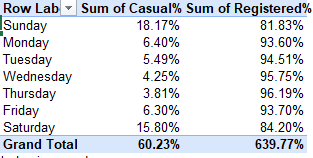 Row Lab Sum of Casual% Sum of Registered%
Sunday 18.17% 81.83%
Monday 6.40% 93.60%
Tuesday 5.49% 94.51%
Wednesday 4.25% 95.75%
Thursday 3.81% 96.19%
Friday 6.30% 93.70%
Saturday 15.80% 84.20%
Grand Total 60.23% 639.77%